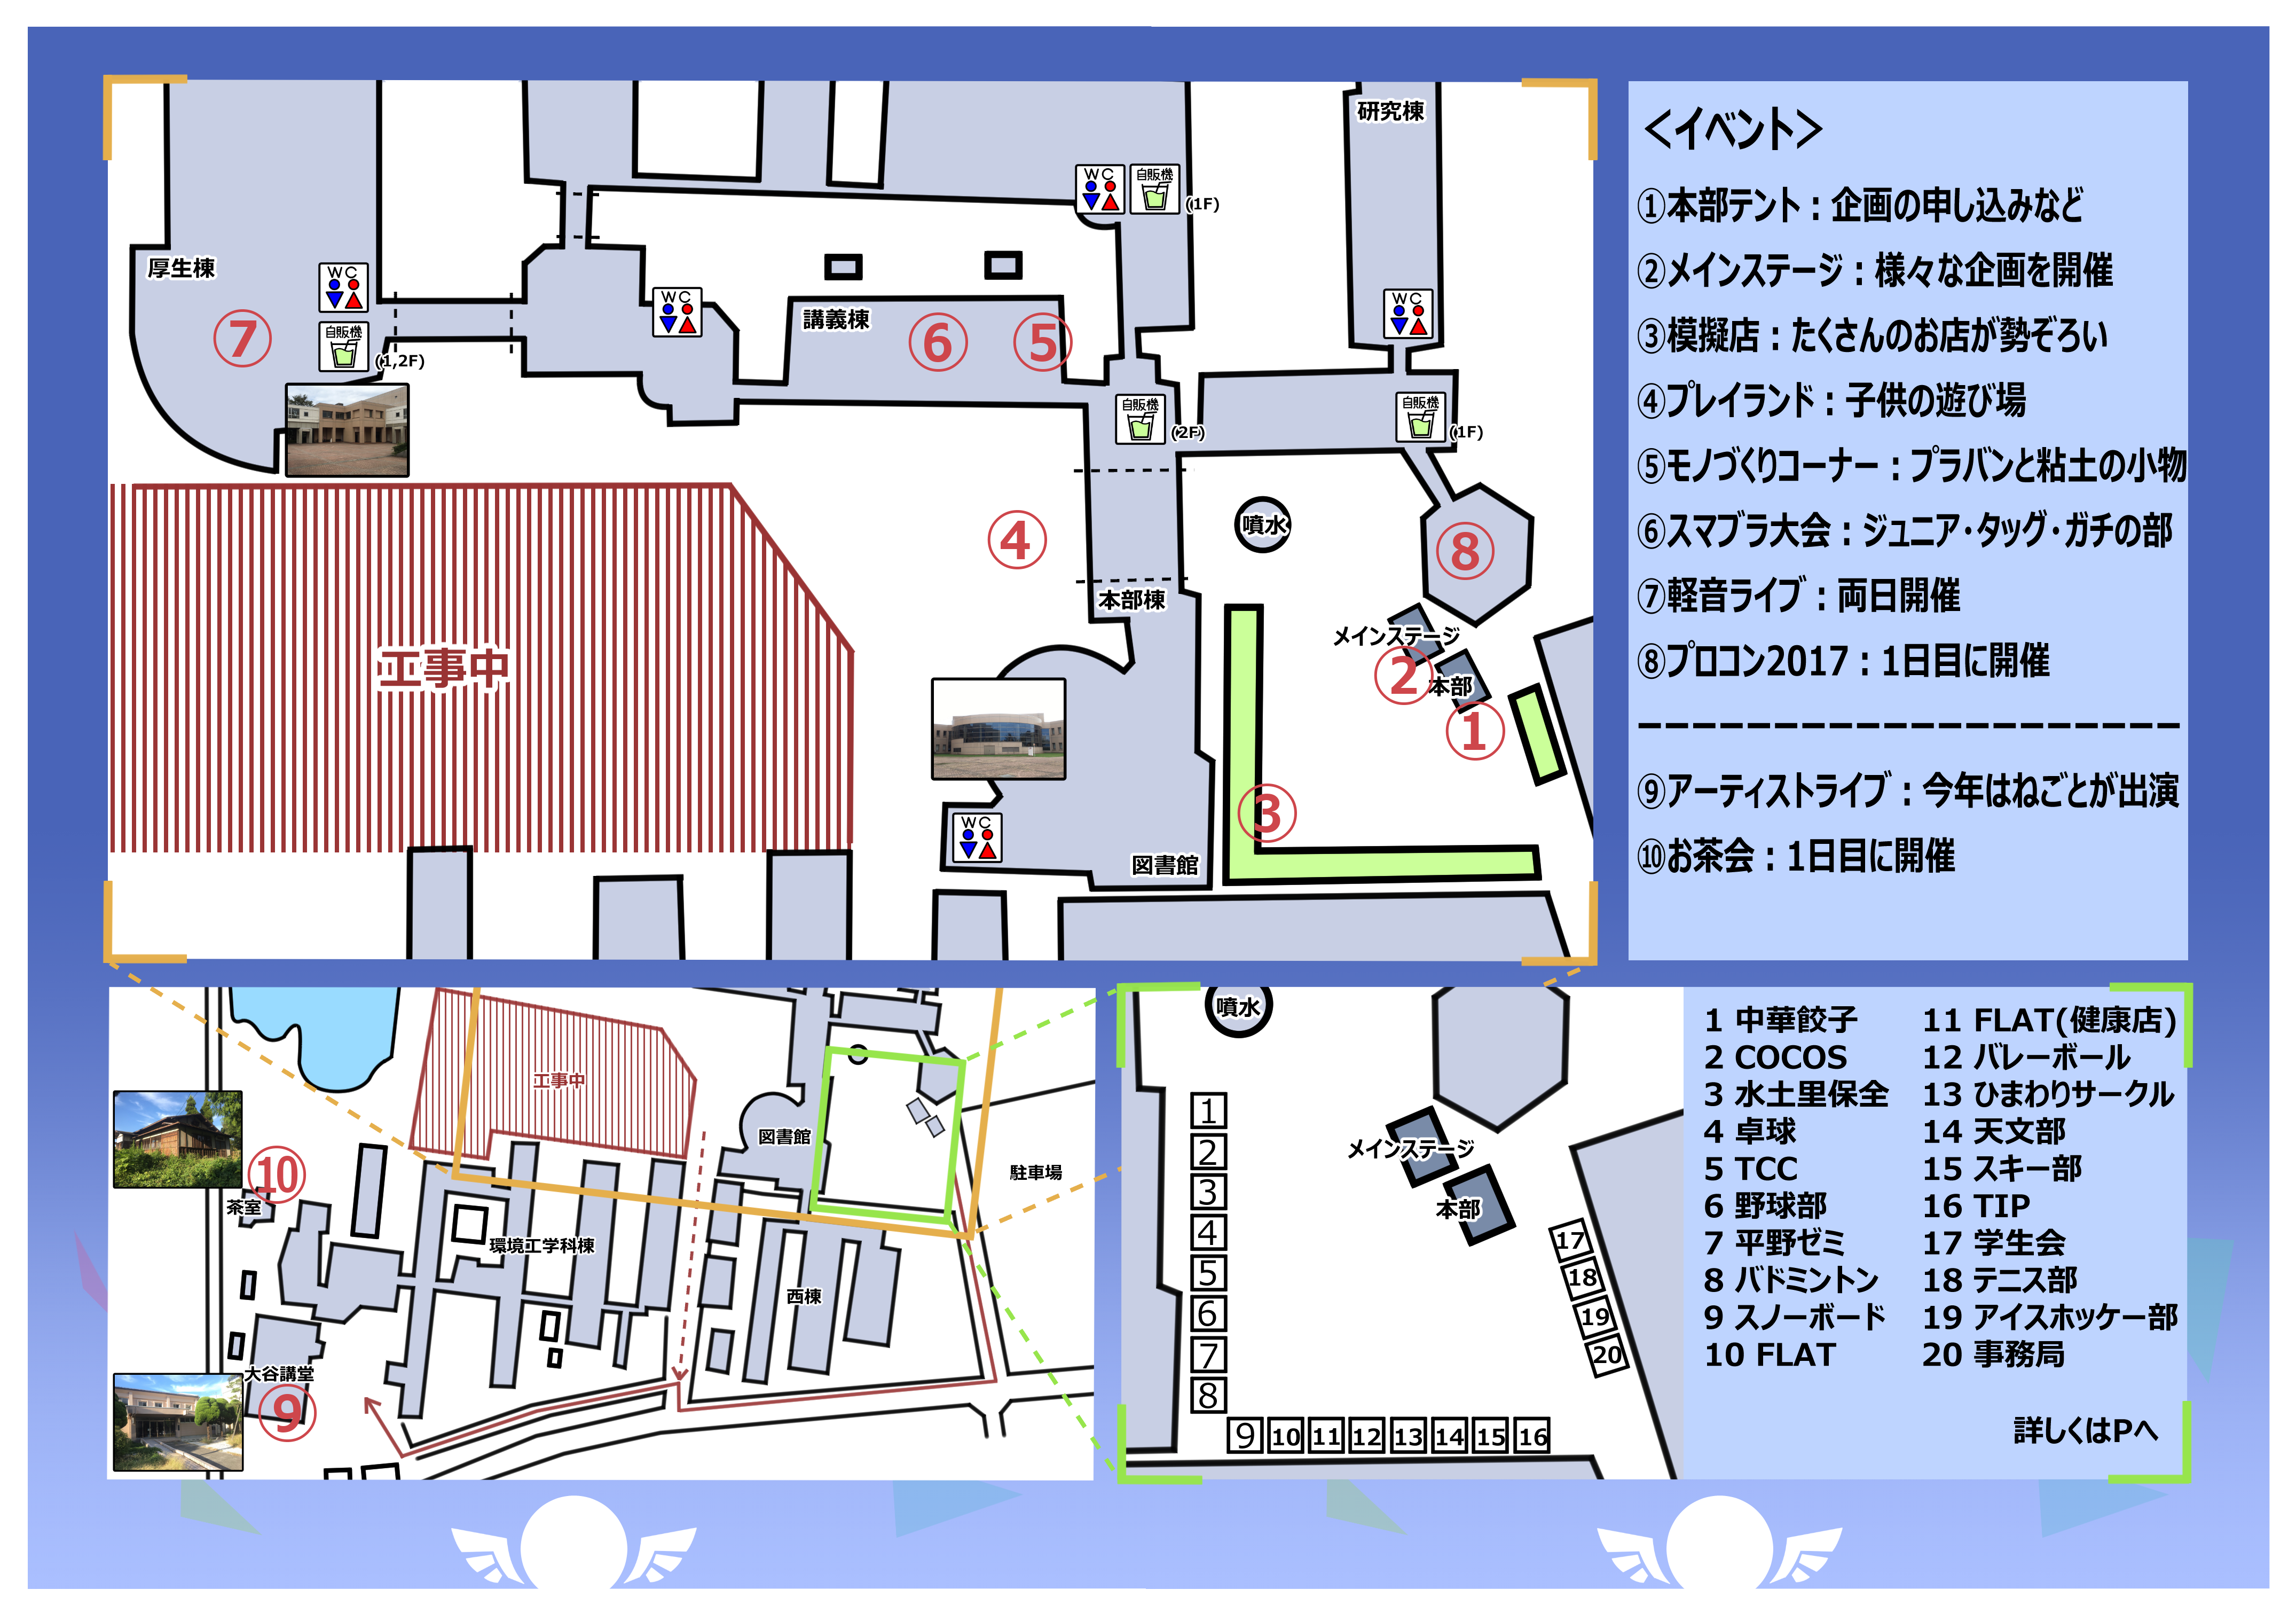 研究棟
WC
自販機
(1F)
厚生棟
WC
自販機
(1,2F)
WC
講義棟
WC
⑦
⑥
⑤
自販機
(2F)
自販機
(1F)
噴水
④
⑧
本部棟
メインステージ
②
本部
①
工事中
③
WC
図書館
<イベント>
①本部テント：企画の申し込みなど
②メインステージ：様々な企画を開催
③模擬店：たくさんのお店が勢ぞろい
④プレイランド：子供の遊び場
⑤モノづくりコーナー：プラバンと粘土の小物
⑥スマブラ大会：ジュニア・タッグ・ガチの部
⑦軽音ライブ：両日開催
⑧プロコン2017：1日目に開催
--------------------
⑨アーティストライブ：今年はねごとが出演
⑩お茶会：1日目に開催
工事中
図書館
駐車場
⑩
茶室
環境工学科棟
西棟
大谷講堂
⑨
噴水
メインステージ
本部
1
2
3
4
5
6
7
8
9 10 11 12 13 14 15 16
17
18
19
20
1 中華餃子
2 COCOS
3 水土里保全
4 卓球
5 TCC
6 野球部
7 平野ゼミ
8 バドミントン
9 スノーボード
10 FLAT
11 FLAT(健康店)
12 バレーボール
13 ひまわりサークル
14 天文部
15 スキー部
16 TIP
17 学生会
18 テニス部
19 アイスホッケー部
20 事務局
詳しくはPへ